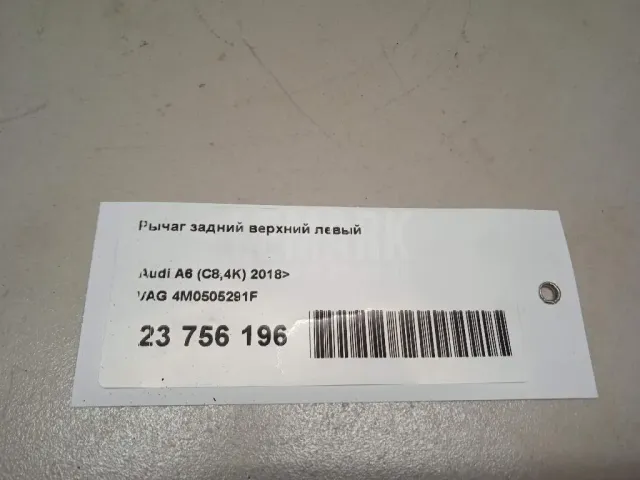 Рычаг задний верхний левый
Audi A6 (C8,4K) 2018>
VAG 4M0505291F
23 756 196